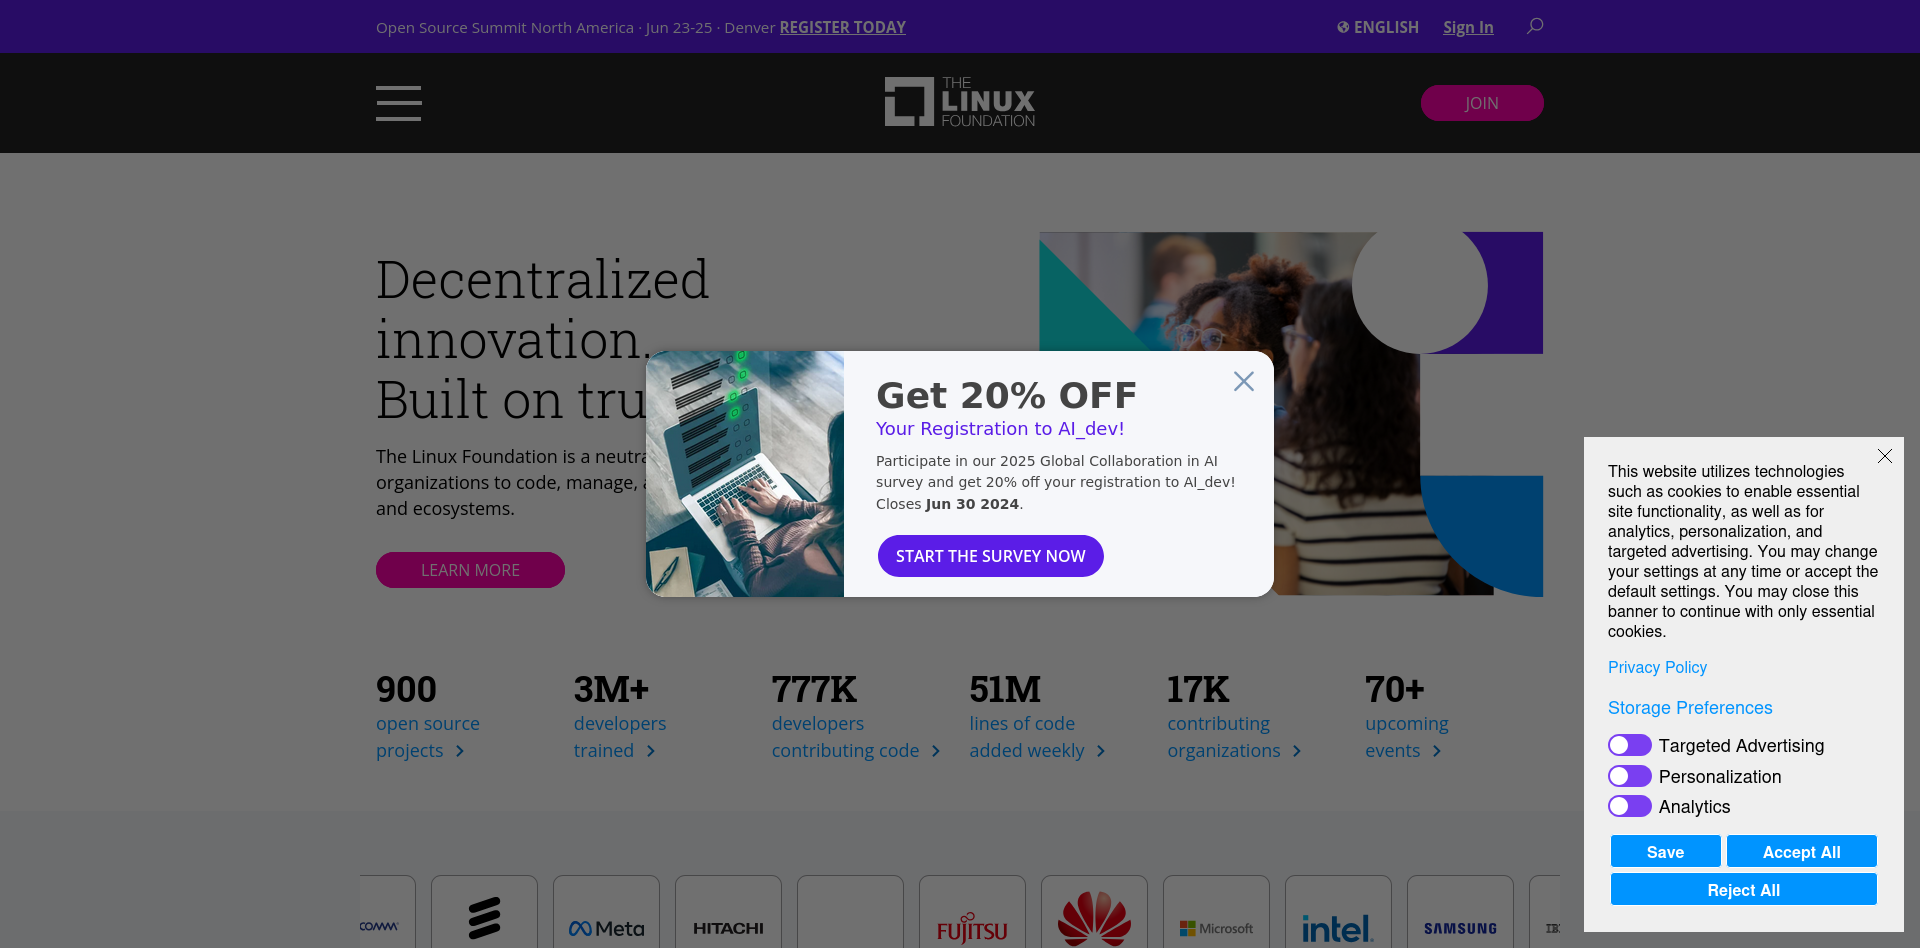 Open Source Summit North America · Jun 23-25 · Denver REGISTER TODAY
ENGLISH
Sign In
THE
LINUX
FOUNDATION
JOIN
Decentralized
innovation.
Built on tru
The Linux Foundation is a neutra
organizations to code, manage,
and ecosystems.
LEARN MORE
Get 20% OFF
Your Registration to AI_dev!
Participate in our 2025 Global Collaboration in AI
survey and get 20% off your registration to AI_dev!
Closes Jun 30 2024.
START THE SURVEY NOW
900
open source
projects
3M+
developers
trained
777K
developers
contributing code
51M
lines of code
added weekly
17K
contributing
organizations
70+
upcoming
events
COMM
Meta
HITACHI
FUJITSU
Microsoft
intel.
SAMSUNG
This website utilizes technologies
such as cookies to enable essential
site functionality, as well as for
analytics, personalization, and
targeted advertising. You may change
your settings at any time or accept the
default settings. You may close this
banner to continue with only essential
cookies.
Privacy Policy
Storage Preferences
Targeted Advertising
Personalization
Analytics
Save
Accept All
Reject All